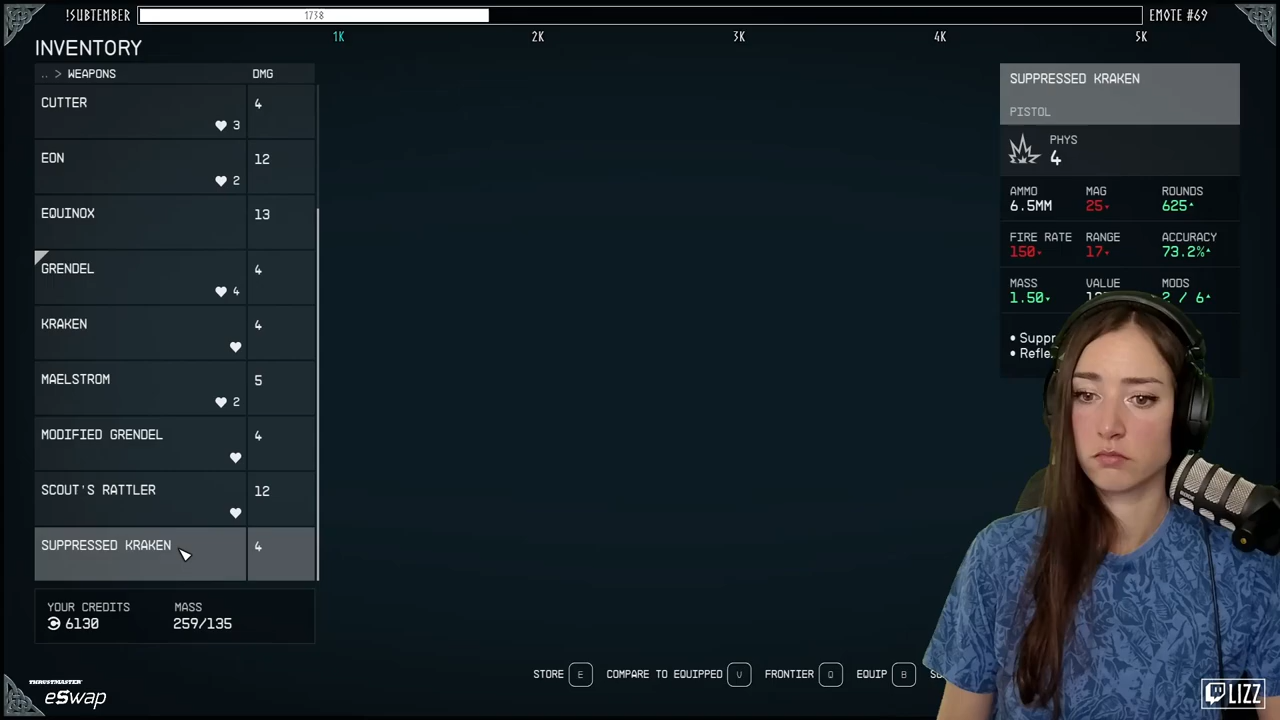 !SUBTEMBER
1738
EMOTE #69
1K
2K
3K
4K
5K
INVENTORY
.. > WEAPONS
DMG
CUTTER
4
3
EON
12
2
EQUINOX
13
GRENDEL
4
4
KRAKEN
4
MAELSTROM
5
2
MODIFIED GRENDEL
4
SCOUT'S RATTLER
12
SUPPRESSED KRAKEN
4
YOUR CREDITS
MASS
6130
259/135
SUPPRESSED KRAKEN
PISTOL
PHYS
4
AMMO
MAG
ROUNDS
6.5MM
25
625
FIRE RATE
RANGE
ACCURACY
150
17
73.2%
MASS
VALUE
MODS
1.50
2 / 6
STORE E
COMPARE TO EQUIPPED V
FRONTIER Q
EQUIP B
THRUSTMASTER
eSwap
LIZZ